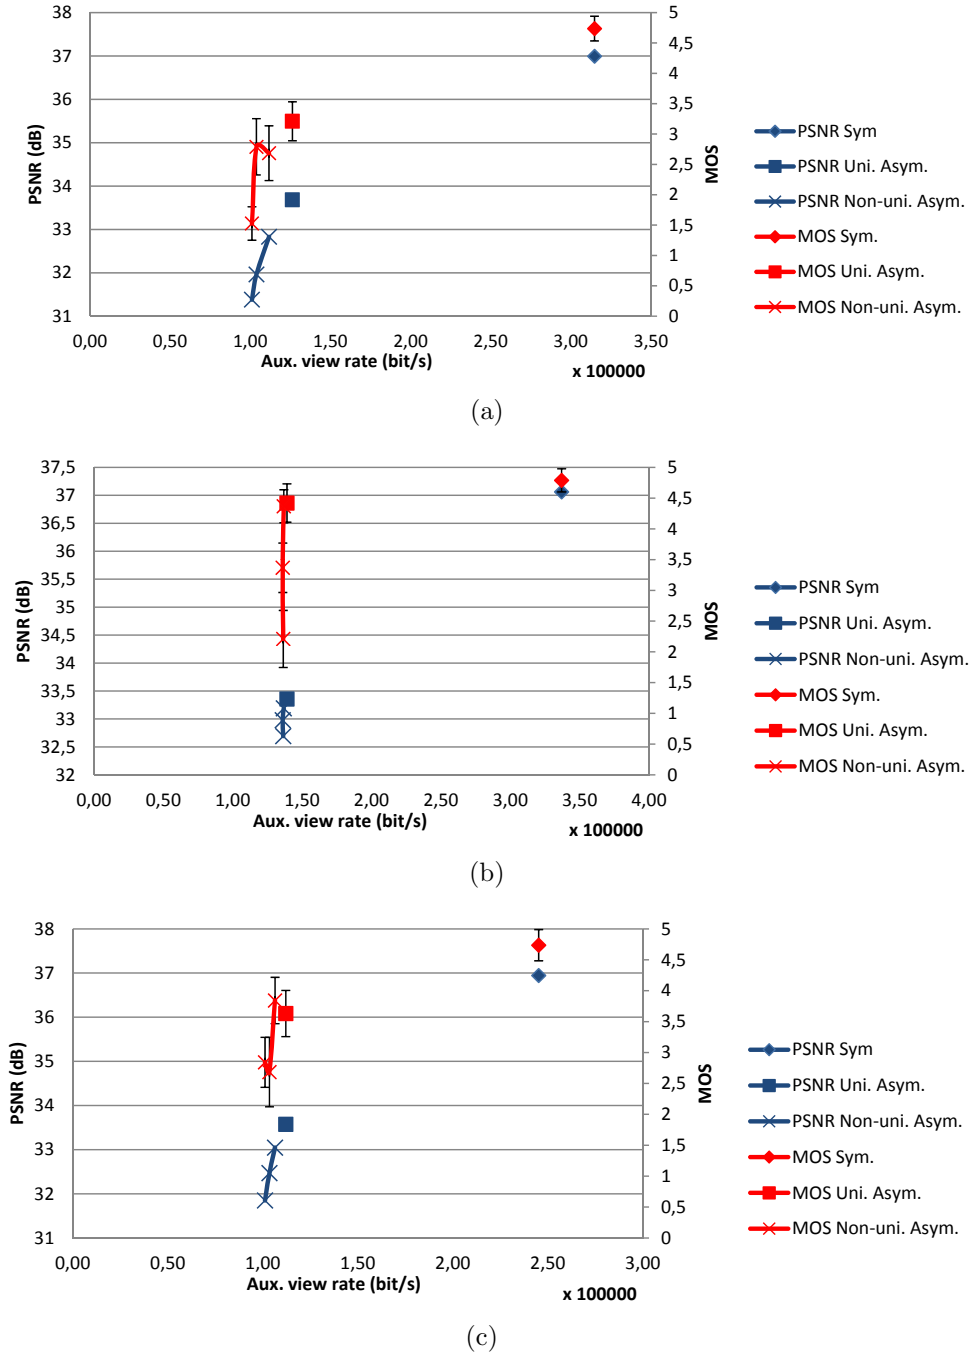 38
37
36
35
34
33
32
31
PSNR (dB)
5
4,5
4
3,5
3
2,5
2
1,5
1
0,5
0
MOS
0,00 0,50 1,00 1,50 2,00 2,50 3,00 3,50
Aux. view rate (bit/s)
x 100000
PSNR Sym
PSNR Uni. Asym.
PSNR Non-uni. Asym.
MOS Sym.
MOS Uni. Asym.
MOS Non-uni. Asym.
(a)
37,5
37
36,5
36
35,5
35
34,5
34
33,5
33
32,5
32
PSNR (dB)
5
4,5
4
3,5
3
2,5
2
1,5
1
0,5
0
MOS
0,00 0,50 1,00 1,50 2,00 2,50 3,00 3,50 4,00
Aux. view rate (bit/s)
x 100000
PSNR Sym
PSNR Uni. Asym.
PSNR Non-uni. Asym.
MOS Sym.
MOS Uni. Asym.
MOS Non-uni. Asym.
(b)
38
37
36
35
34
33
32
31
PSNR (dB)
5
4,5
4
3,5
3
2,5
2
1,5
1
0,5
0
MOS
0,00 0,50 1,00 1,50 2,00 2,50 3,00
Aux. view rate (bit/s)
x 100000
PSNR Sym
PSNR Uni. Asym.
PSNR Non-uni. Asym.
MOS Sym.
MOS Uni. Asym.
MOS Non-uni. Asym.
(c)